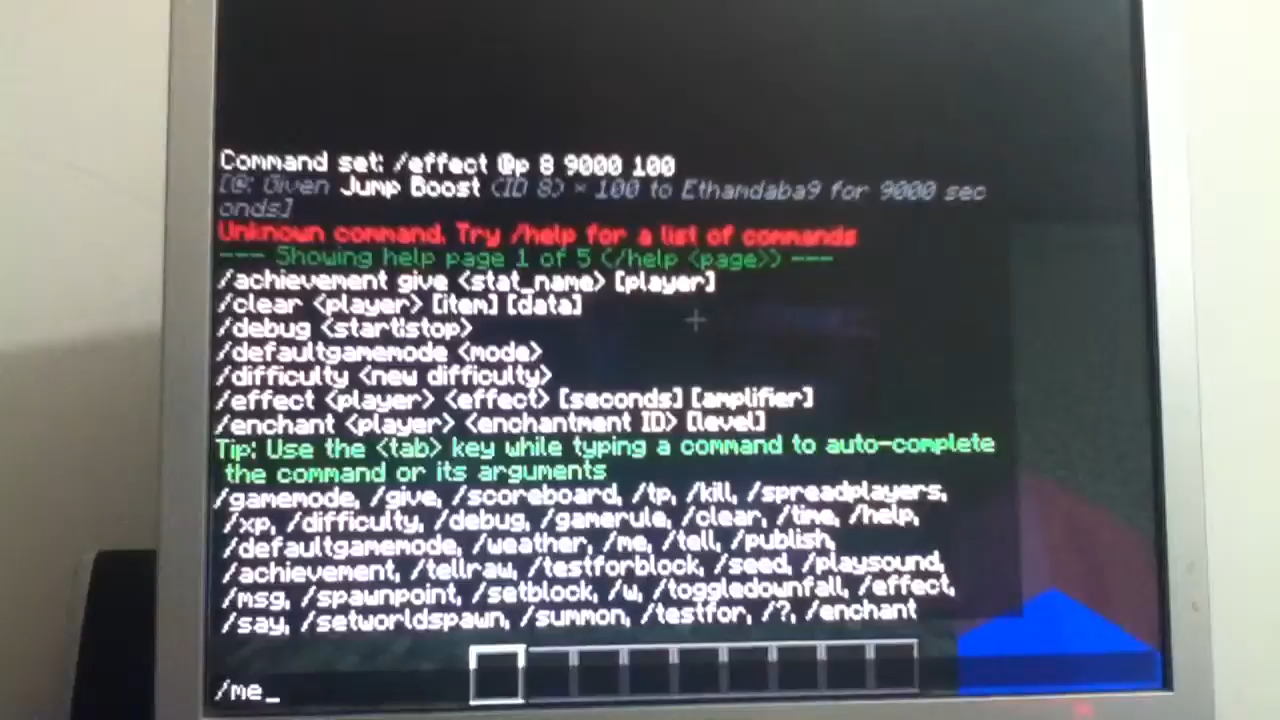 Command set: /effect @p 8 9000 100
[@: Given Jump Boost (ID 8) × 100 to Ethamdaba9 for 9000 sec
onds]
Unknown command. Try /help for a list of commands
--- Showing help page 1 of 5 (/help <page>) ---
/achievement give <stat_name> [player]
/clear <player> [item] [data]
/debug <start|stop>
/defaultgamemode <mode>
/difficulty <new difficulty>
/effect <player> <effect> [seconds] [amplifier]
/enchant <player> <enchantment ID> [level]
Tip: Use the <tab> key while typing a command to auto-complete
the command or its arguments
/gamemode, /give, /scoreboard, /tp, /kill, /spreadplayers,
/xp, /difficulty, /debug, /gamerule, /clear, /time, /help,
/defaultgamemode, /weather, /me, /tell, /publish,
/achievement, /tellraw, /testforblock, /seed, /playsound,
/msg, /spawnpoint, /setblock, /w, /toggledownfall, /effect,
/say, /setworldspawn, /summon, /testfor, /?, /enchant
/me_